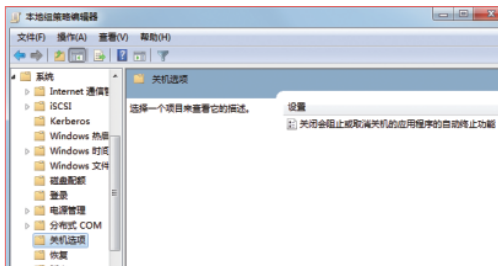 本地组策略编辑器
文件(F) 操作(A) 查看(V) 帮助(H)
系统
关机选项
Internet 通信管
iSCSI
选择一个项目来查看它的描述。
设置
Kerberos
关闭会阻止或取消关机的应用程序的自动终止功能
Windows 热启
Windows 时间
Windows 文件
磁盘配额
登录
电源管理
分布式 COM
关机选项
恢复